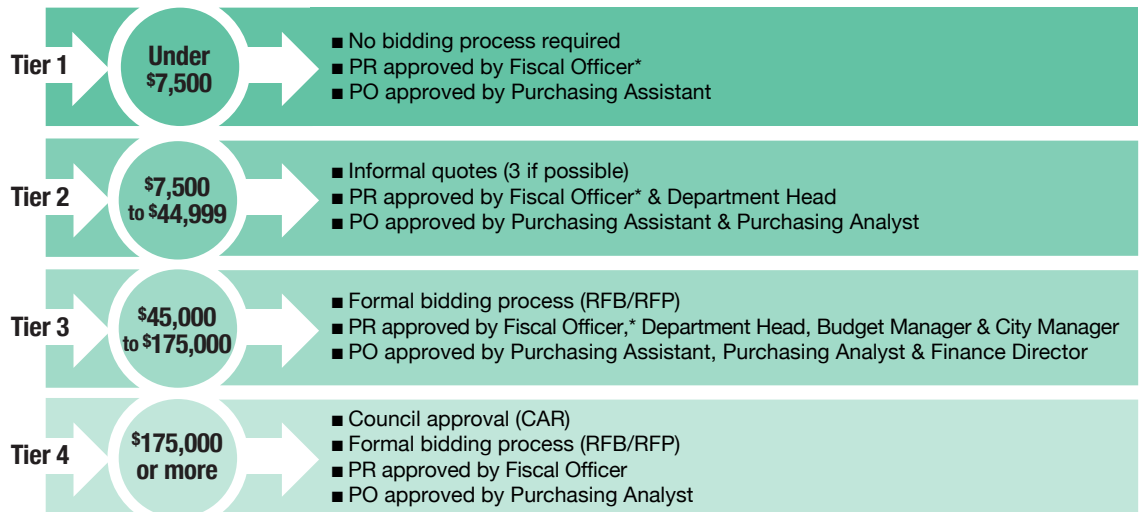 Tier 1
Under
$7,500
■ No bidding process required
■ PR approved by Fiscal Officer*
■ PO approved by Purchasing Assistant
Tier 2
$7,500
to $44,999
■ Informal quotes (3 if possible)
■ PR approved by Fiscal Officer* & Department Head
■ PO approved by Purchasing Assistant & Purchasing Analyst
Tier 3
$45,000
to $175,000
■ Formal bidding process (RFB/RFP)
■ PR approved by Fiscal Officer,* Department Head, Budget Manager & City Manager
■ PO approved by Purchasing Assistant, Purchasing Analyst & Finance Director
Tier 4
$175,000
or more
■ Council approval (CAR)
■ Formal bidding process (RFB/RFP)
■ PR approved by Fiscal Officer
■ PO approved by Purchasing Analyst